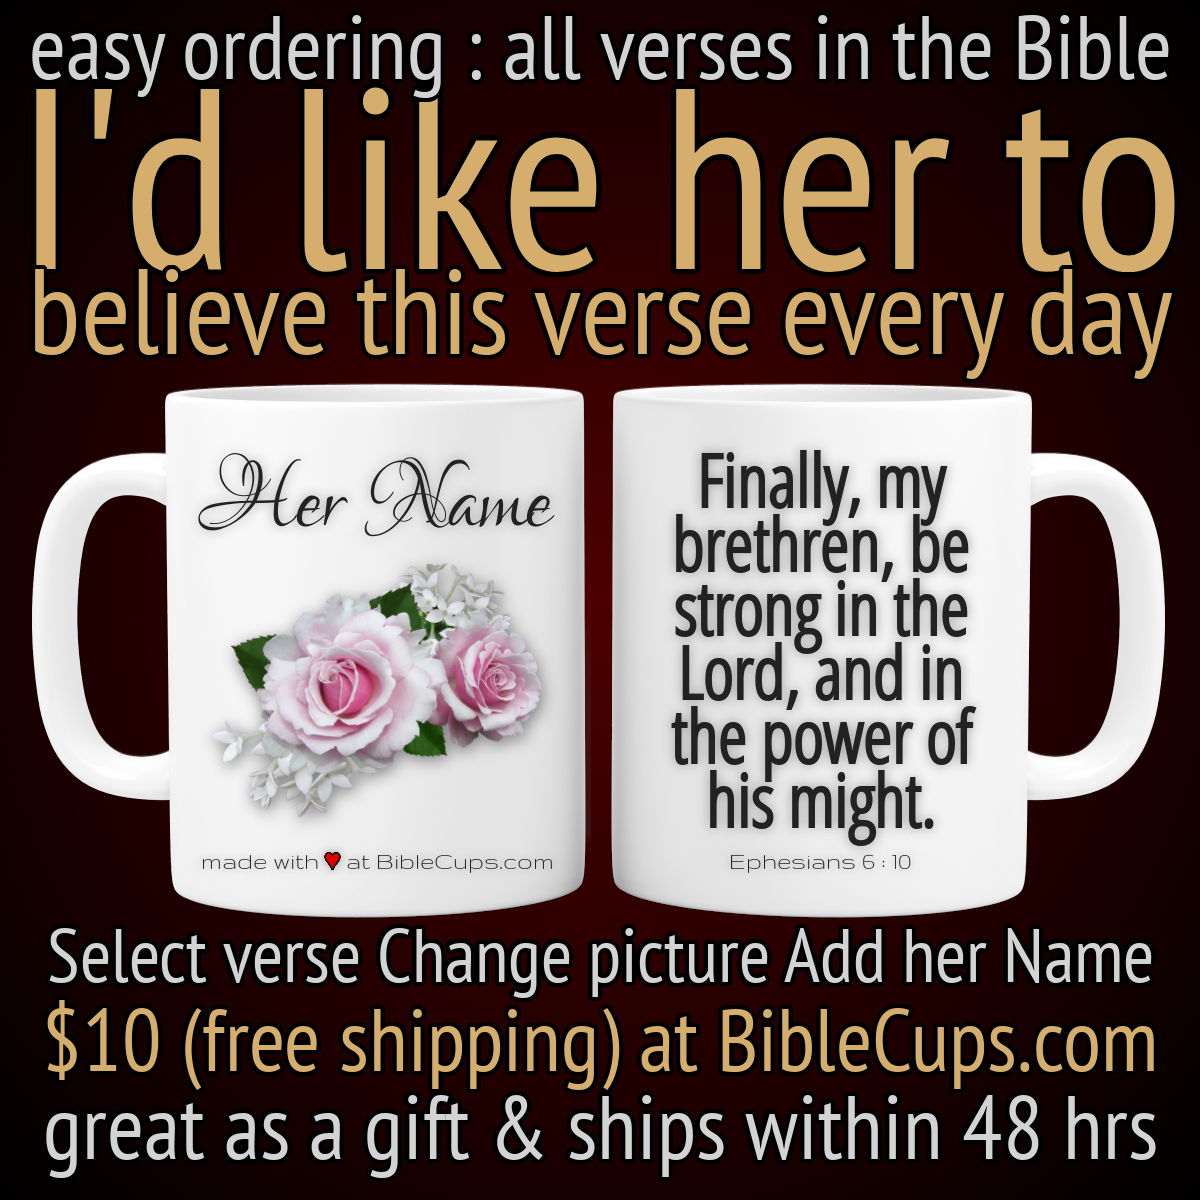 easy ordering : all verses in the Bible
I'd like her to
believe this verse every day
Her Name
made with ♥ at BibleCups.com
Finally, my
brethren, be
strong in the
Lord, and in
the power of
his might.
Ephesians 6 : 10
Select verse Change picture Add her Name
$10 (free shipping) at BibleCups.com
great as a gift & ships within 48 hrs